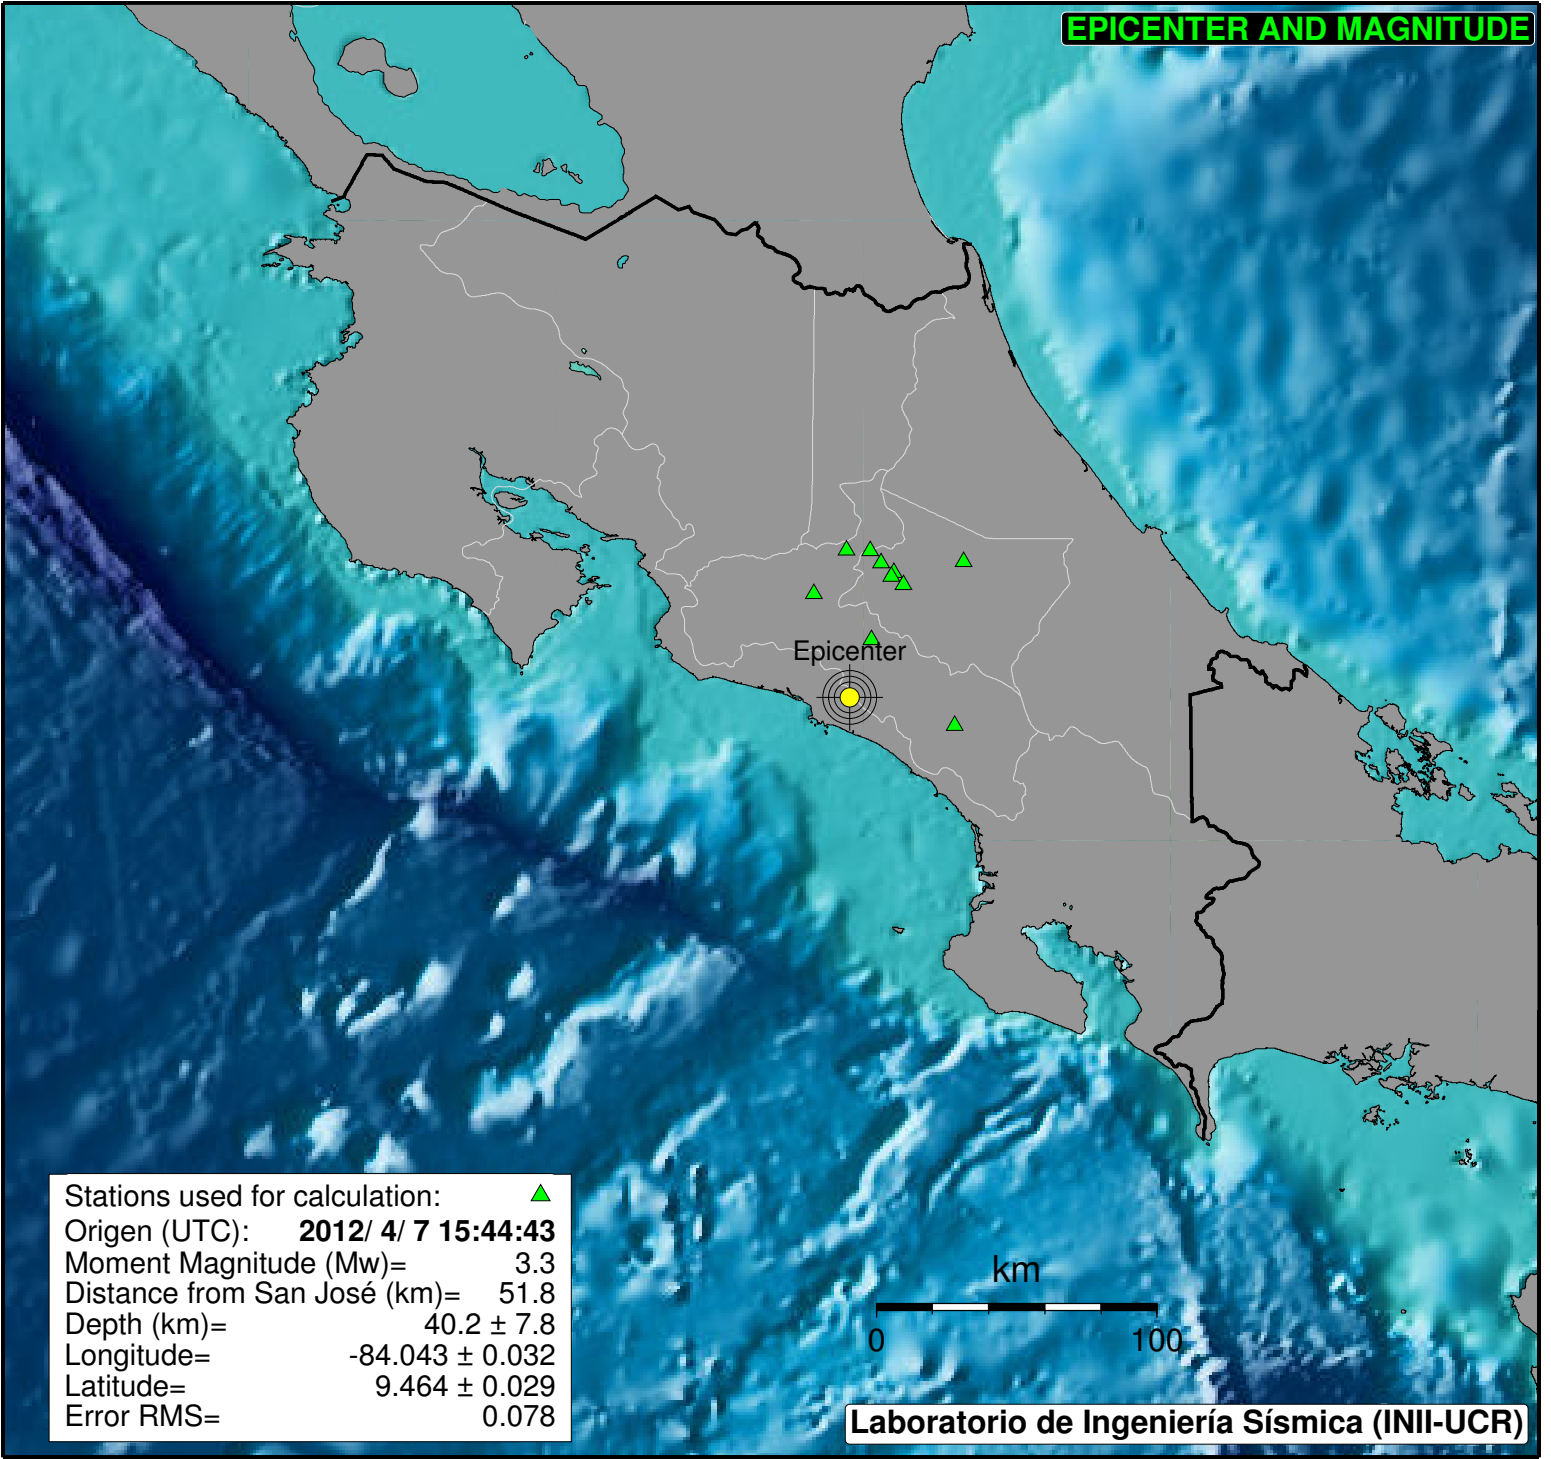 EPICENTER AND MAGNITUDE
Epicenter
Stations used for calculation:
Origen (UTC): 2012/ 4/ 7 15:44:43
Moment Magnitude (Mw)= 3.3
Distance from San José (km)= 51.8
Depth (km)= 40.2 ± 7.8
Longitude= -84.043 ± 0.032
Latitude= 9.464 ± 0.029
Error RMS= 0.078
km
0 100
Laboratorio de Ingeniería Sísmica (INII-UCR)